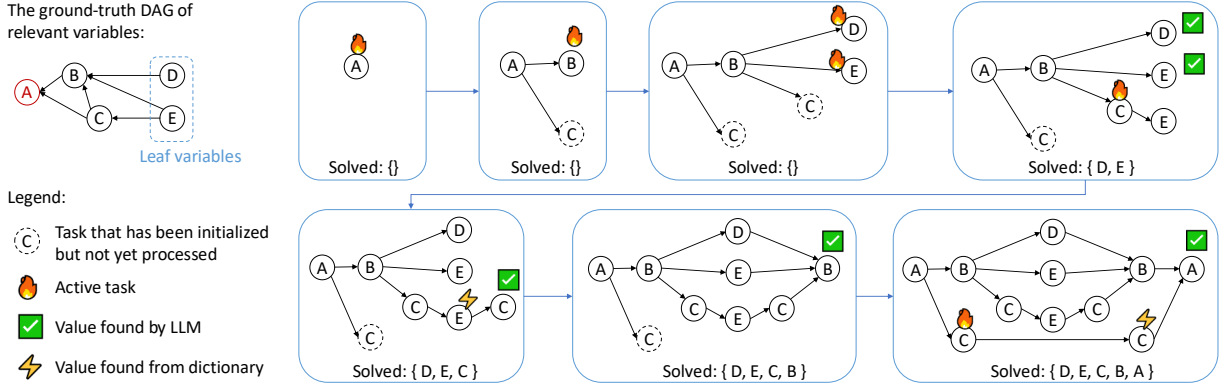 The ground-truth DAG of
relevant variables:
A
B
D
C
E
Leaf variables
Legend:
C
Task that has been initialized
but not yet processed
Active task
Value found by LLM
Value found from dictionary
A
Solved: {}
A
B
C
Solved: {}
A
B
D
E
C
C
Solved: {}
A
B
D
E
C
E
C
Solved: { D, E }
A
B
D
E
C
E
C
C
Solved: { D, E, C }
A
B
D
E
B
C
E
C
C
Solved: { D, E, C, B }
A
B
D
E
B
A
C
E
C
C
C
Solved: { D, E, C, B, A }